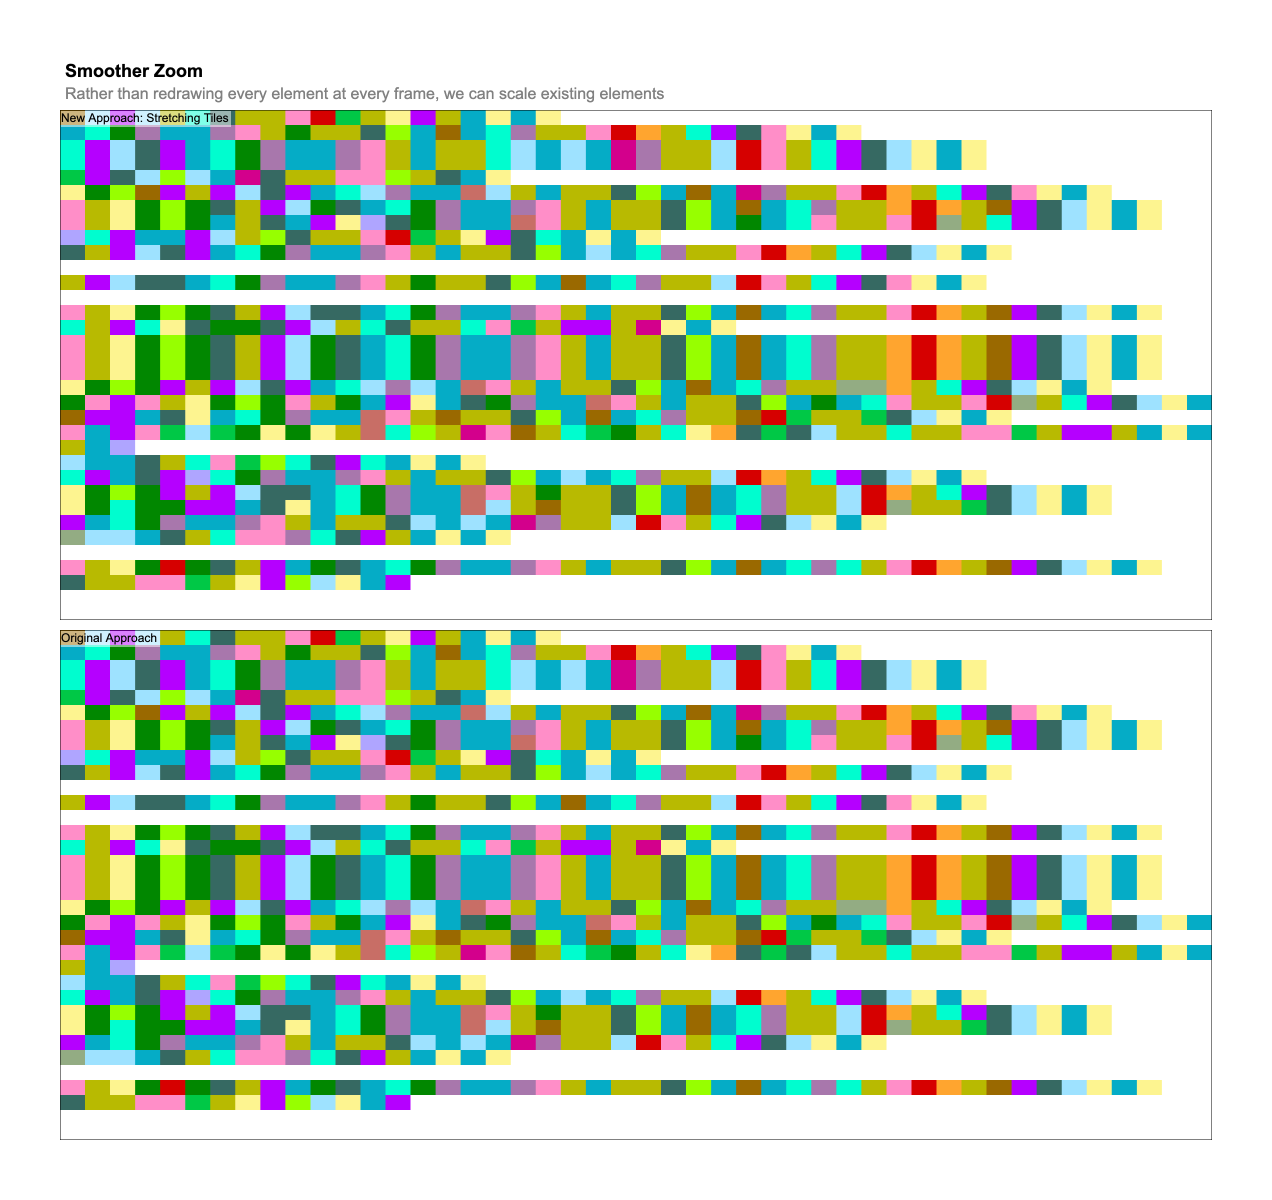 Smoother Zoom
Rather than redrawing every element at every frame, we can scale existing elements
New Approach: Stretching Tiles
Original Approach